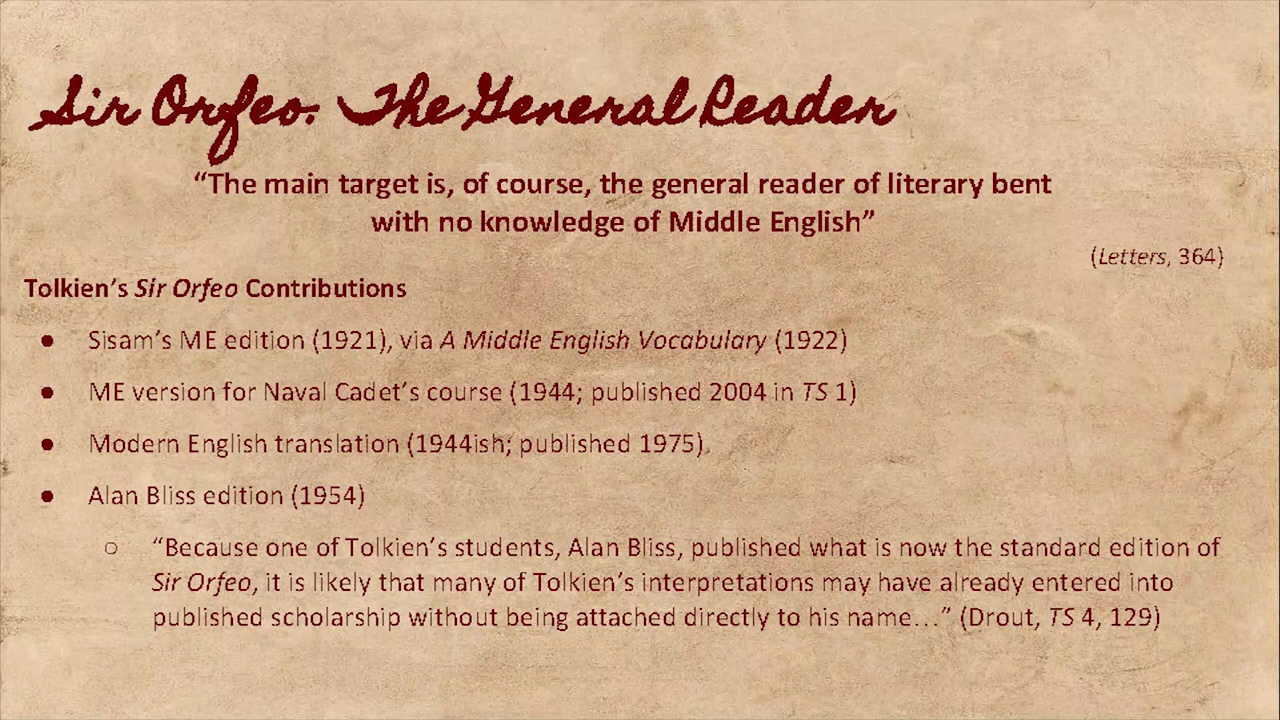 Sir Orfeo: The General Reader
“The main target is, of course, the general reader of literary bent
with no knowledge of Middle English”
(Letters, 364)
Tolkien’s Sir Orfeo Contributions
● Sisam’s ME edition (1921), via A Middle English Vocabulary (1922)
● ME version for Naval Cadet’s course (1944; published 2004 in TS 1)
● Modern English translation (1944ish; published 1975)
● Alan Bliss edition (1954)
○ “Because one of Tolkien’s students, Alan Bliss, published what is now the standard edition of
Sir Orfeo, it is likely that many of Tolkien’s interpretations may have already entered into
published scholarship without being attached directly to his name…” (Drout, TS 4, 129)